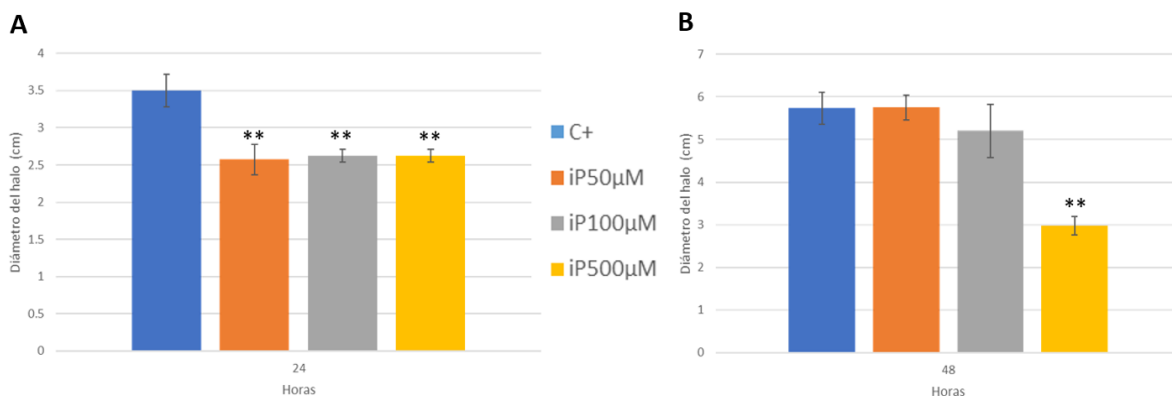 A
Diámetro del halo (cm)
4
3.5
3
2.5
2
1.5
1
0.5
0
**
**
**
24
Horas
C+
iP50µM
iP100µM
iP500µM
B
Diámetro del halo (cm)
7
6
5
4
3
2
1
0
**
48
Horas